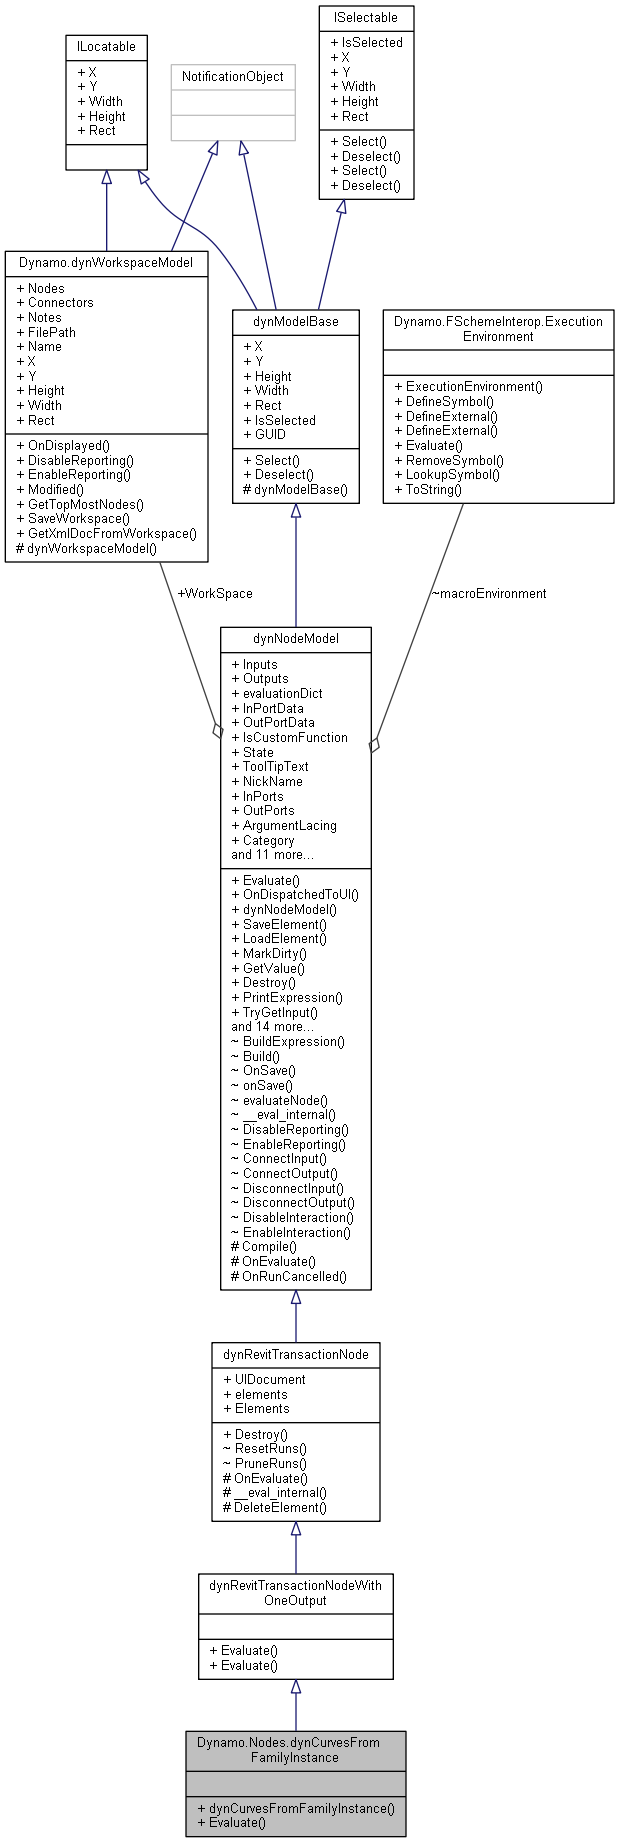 ILocatable
+ X
+ Y
+ Width
+ Height
+ Rect
NotificationObject
ISelectable
+ IsSelected
+ X
+ Y
+ Width
+ Height
+ Rect
+ Select()
+ Deselect()
+ Select()
+ Deselect()
Dynamo.dynWorkspaceModel
+ Nodes
+ Connectors
+ Notes
+ FilePath
+ Name
+ X
+ Y
+ Height
+ Width
+ Rect
+ OnDisplayed()
+ DisableReporting()
+ EnableReporting()
+ Modified()
+ GetTopMostNodes()
+ SaveWorkspace()
+ GetXmlDocFromWorkspace()
# dynWorkspaceModel()
dynModelBase
+ X
+ Y
+ Height
+ Width
+ Rect
+ IsSelected
+ GUID
+ Select()
+ Deselect()
# dynModelBase()
Dynamo.FSchemeInterop.Execution
Environment
+ ExecutionEnvironment()
+ DefineSymbol()
+ DefineExternal()
+ DefineExternal()
+ Evaluate()
+ RemoveSymbol()
+ LookupSymbol()
+ ToString()
+WorkSpace
~macroEnvironment
dynNodeModel
+ Inputs
+ Outputs
+ evaluationDict
+ InPortData
+ OutPortData
+ IsCustomFunction
+ State
+ ToolTipText
+ NickName
+ InPorts
+ OutPorts
+ ArgumentLacing
+ Category
and 11 more...
+ Evaluate()
+ OnDispatchedToUI()
+ dynNodeModel()
+ SaveElement()
+ LoadElement()
+ MarkDirty()
+ GetValue()
+ Destroy()
+ PrintExpression()
+ TryGetInput()
and 14 more...
~ BuildExpression()
~ Build()
~ OnSave()
~ onSave()
~ evaluateNode()
~ __eval_internal()
~ DisableReporting()
~ EnableReporting()
~ ConnectInput()
~ ConnectOutput()
~ DisconnectInput()
~ DisconnectOutput()
~ DisableInteraction()
~ EnableInteraction()
# Compile()
# OnEvaluate()
# OnRunCancelled()
dynRevitTransactionNode
+ UIDocument
+ elements
+ Elements
+ Destroy()
~ ResetRuns()
~ PruneRuns()
# OnEvaluate()
# __eval_internal()
# DeleteElement()
dynRevitTransactionNodeWith
OneOutput
+ Evaluate()
+ Evaluate()
Dynamo.Nodes.dynCurvesFrom
FamilyInstance
+ dynCurvesFromFamilyInstance()
+ Evaluate()